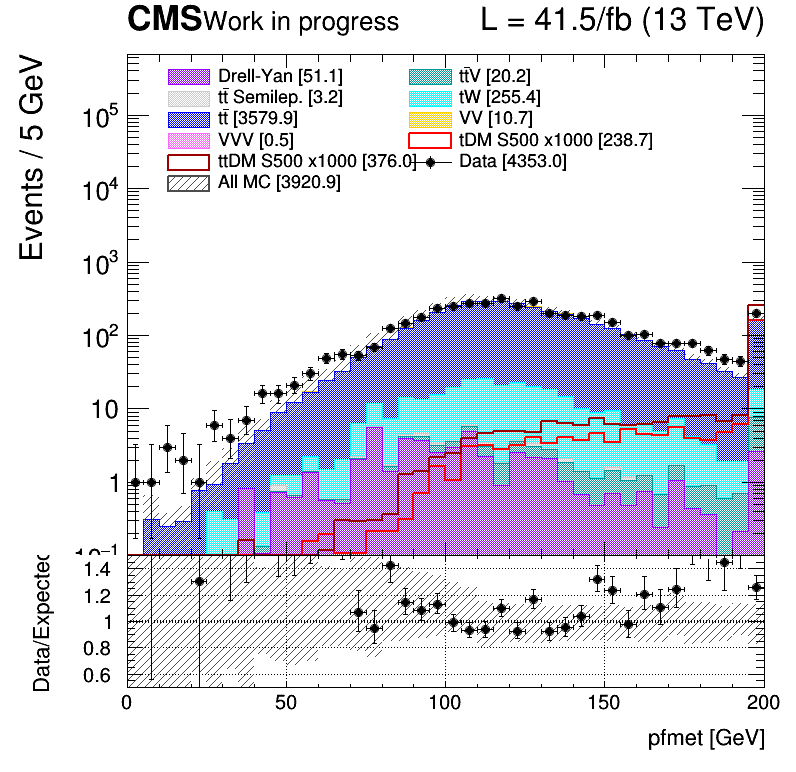 CMS Work in progress L = 41.5/fb (13 TeV)
Events / 5 GeV
Drell-Yan [51.1] tt̄V [20.2]
tt̄ Semilep. [3.2] tW [255.4]
tt̄ [3579.9] VV [10.7]
VVV [0.5] tDM S500 x1000 [238.7]
ttDM S500 x1000 [376.0] Data [4353.0]
All MC [3920.9]
10⁵
10⁴
10³
10²
10
1
10⁻¹
Data/Expected
1.4
1.2
1
0.8
0.6
0 50 100 150 200
pfmet [GeV]